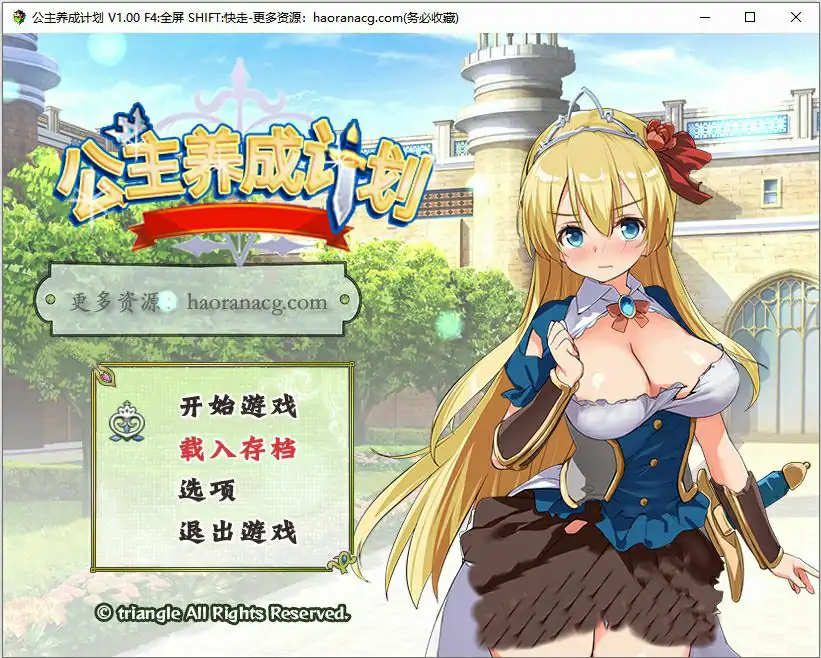 公主养成计划 V1.00 F4:全屏 SHIFT:快走-更多资源：haoranacg.com(务必收藏)
公主养成计划
更多资源：haoranacg.com
开始遊戏
载入存档
选项
退出遊戏
© triangle All Rights Reserved.